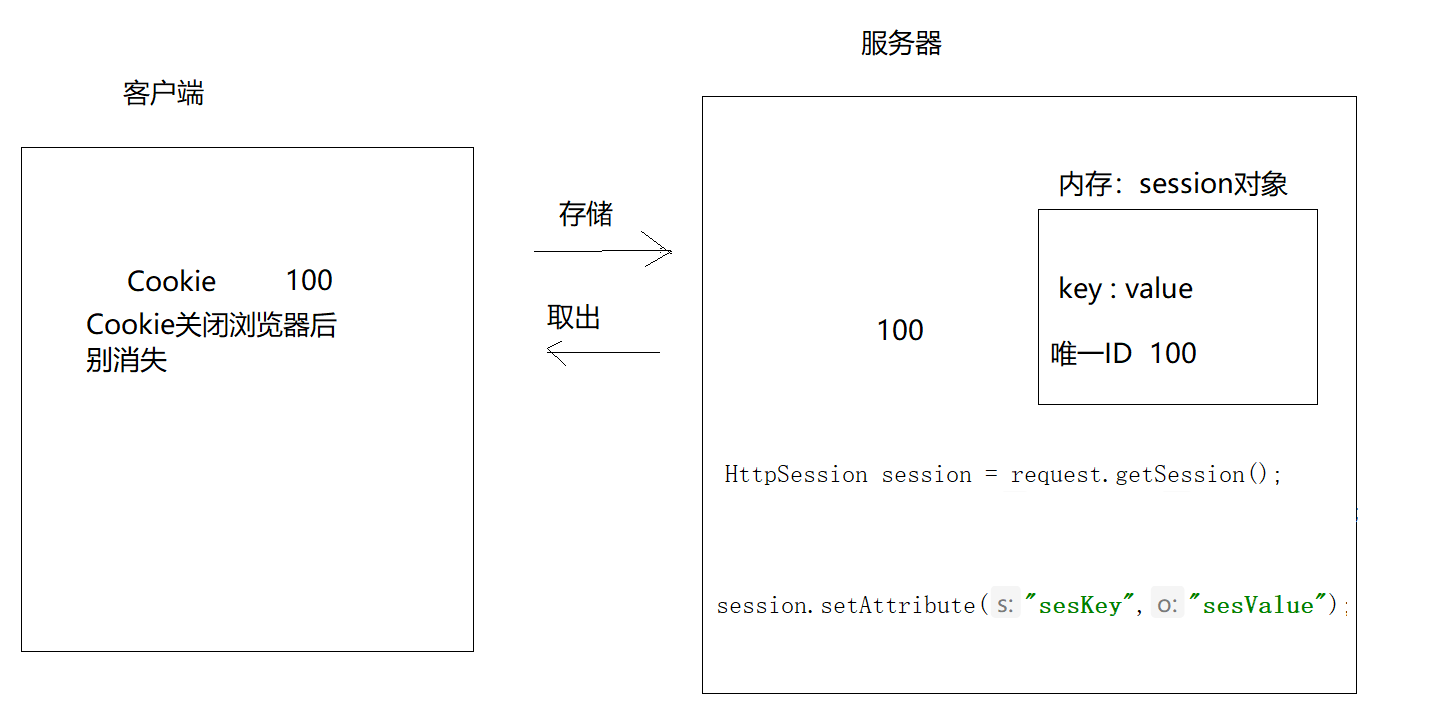 服务器
客户端
内存：session对象
存储
Cookie 100
key : value
取出
Cookie关闭浏览器后
别消失
100
唯一ID 100
HttpSession session = request.getSession();
session.setAttribute( s: "sesKey", o: "sesValue");